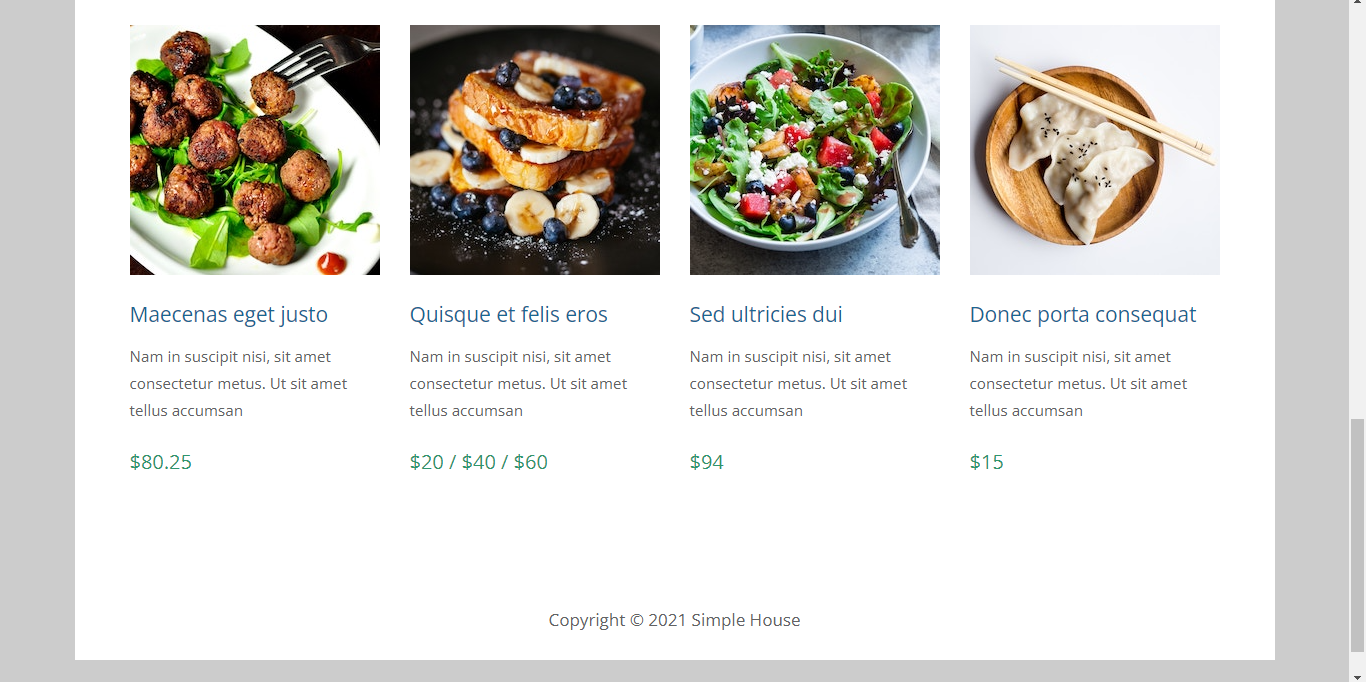 Maecenas eget justo
Nam in suscipit nisi, sit amet
consectetur metus. Ut sit amet
tellus accumsan
$80.25
Quisque et felis eros
Nam in suscipit nisi, sit amet
consectetur metus. Ut sit amet
tellus accumsan
$20 / $40 / $60
Sed ultricies dui
Nam in suscipit nisi, sit amet
consectetur metus. Ut sit amet
tellus accumsan
$94
Donec porta consequat
Nam in suscipit nisi, sit amet
consectetur metus. Ut sit amet
tellus accumsan
$15
Copyright © 2021 Simple House